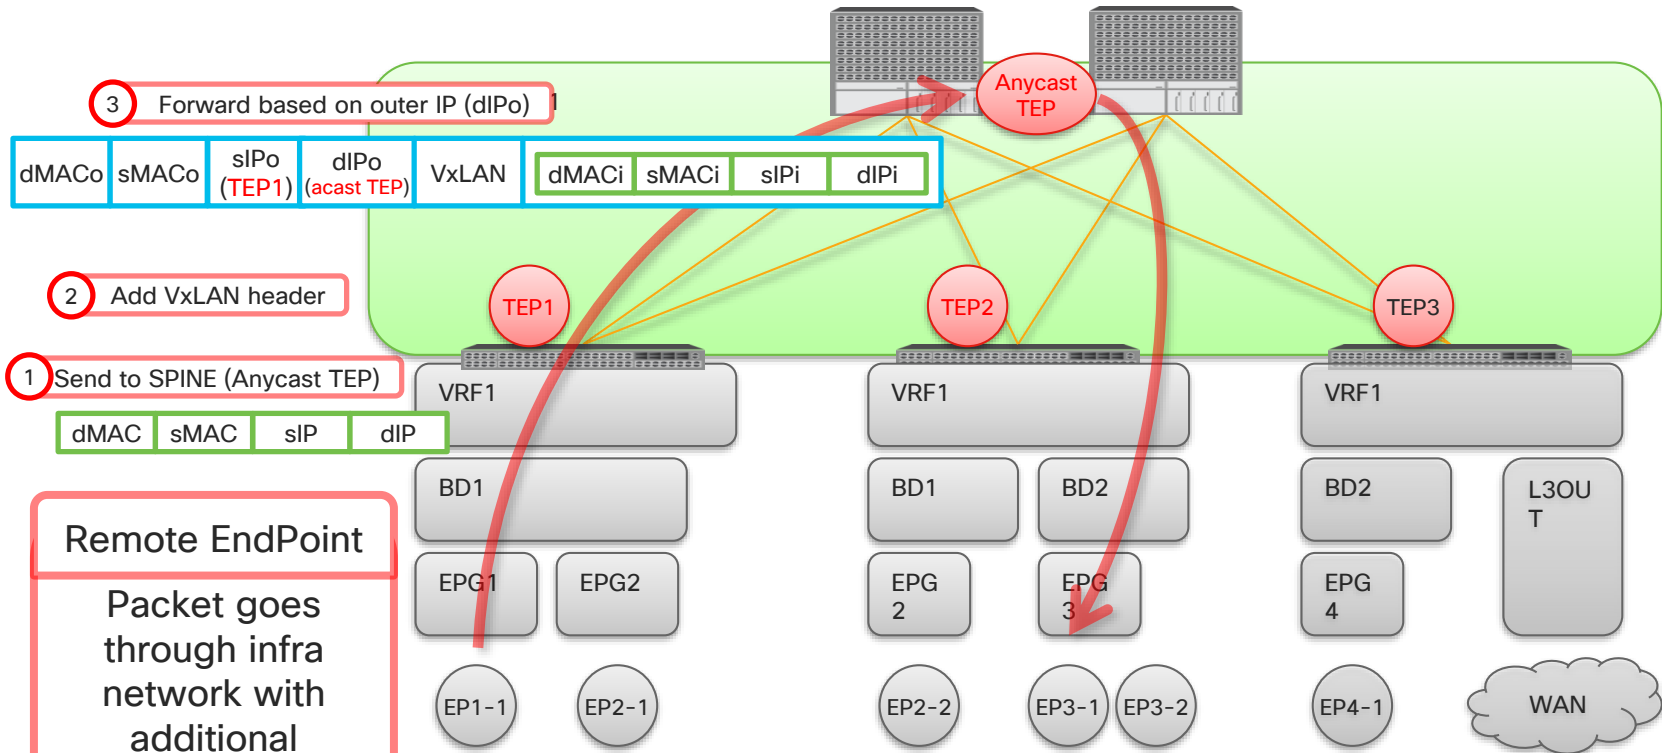 Anycast
TEP
3 Forward based on outer IP (dIPo) 1
dMACo sMACo sIPo (TEP1) dIPo (acast TEP) VxLAN dMACi sMACi sIPi dIPi
2 Add VxLAN header
TEP1 TEP2 TEP3
1 Send to SPINE (Anycast TEP)
dMAC sMAC sIP dIP
VRF1 VRF1 VRF1
BD1 BD1 BD2 BD2 L3OU
T
EPG1 EPG2 EPG
2
EPG
3
EPG
4
EP1-1 EP2-1 EP2-2 EP3-1 EP3-2 EP4-1 WAN
Remote EndPoint
Packet goes
through infra
network with
additional